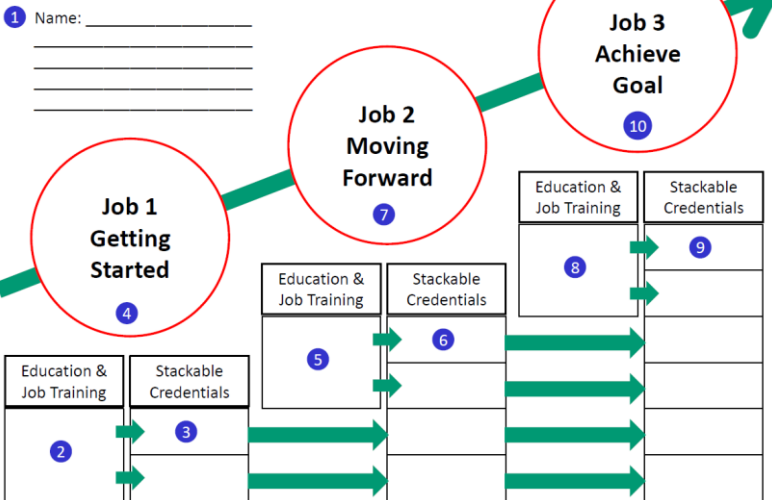 1 Name:
Job 3
Achieve
Goal
10
Job 2
Moving
Forward
7
Job 1
Getting
Started
4
Education &
Job Training
Stackable
Credentials
8
9
Education &
Job Training
Stackable
Credentials
5
6
Education &
Job Training
Stackable
Credentials
2
3